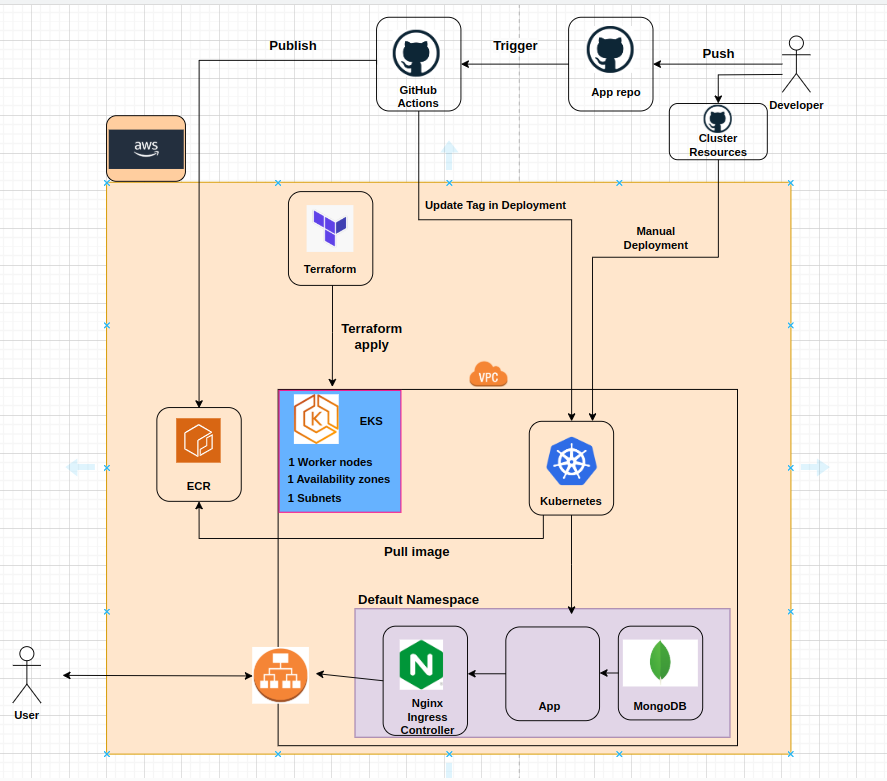 Publish
Trigger
Push
GitHub
Actions
App repo
Developer
Cluster
Resources
aws
Update Tag in Deployment
Manual
Deployment
Terraform
Terraform
apply
VPC
K
EKS
1 Worker nodes
1 Availability zones
1 Subnets
ECR
Kubernetes
Pull image
Default Namespace
N
Nginx
Ingress
Controller
App
MongoDB
User